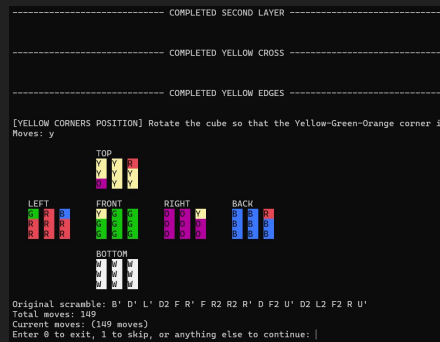 ---------------------------- COMPLETED SECOND LAYER ----------------------------
---------------------------- COMPLETED YELLOW CROSS ----------------------------
---------------------------- COMPLETED YELLOW EDGES ----------------------------
[YELLOW CORNERS POSITION] Rotate the cube so that the Yellow-Green-Orange corner i
Moves: y
TOP
Y Y R
Y Y Y
O Y Y
LEFT FRONT RIGHT BACK
G R B Y G G O O Y B B R
R R R G G G O O O B B B
R R R G G G O O O B B B
BOTTOM
W W W
W W W
W W W
Original scramble: B' D' L' D2 F R' F R2 R2 R' D F2 U' D2 L2 F2 R U'
Total moves: 149
Current moves: (149 moves)
Enter 0 to exit, 1 to skip, or anything else to continue: